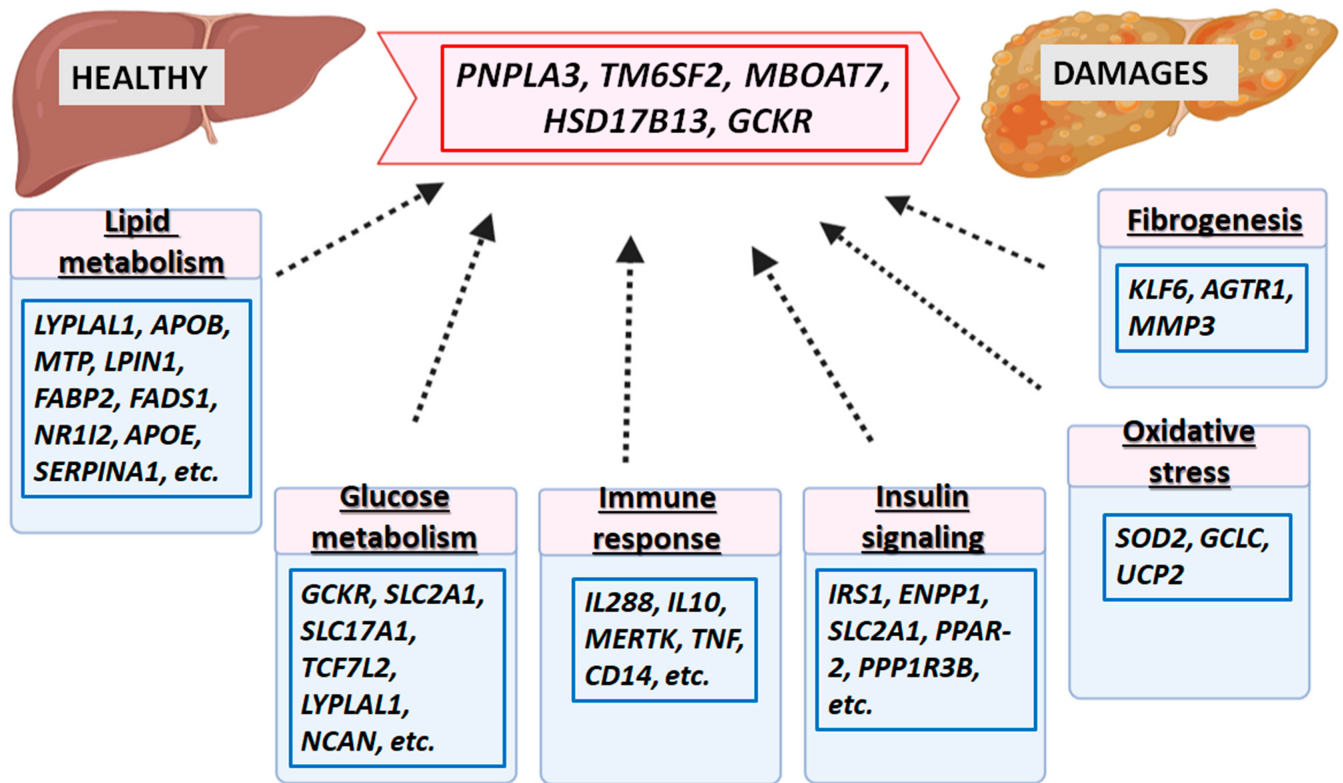 HEALTHY
PNPLA3, TM6SF2, MBOAT7,
HSD17B13, GCKR
DAMAGES
Lipid
metabolism
LYPLAL1, APOB,
MTP, LPIN1,
FABP2, FADS1,
NR1I2, APOE,
SERPINA1, etc.
Glucose
metabolism
GCKR, SLC2A1,
SLC17A1,
TCF7L2,
LYPLAL1,
NCAN, etc.
Immune
response
IL288, IL10,
MERTK, TNF,
CD14, etc.
Insulin
signaling
IRS1, ENPP1,
SLC2A1, PPAR-
2, PPP1R3B,
etc.
Oxidative
stress
SOD2, GCLC,
UCP2
Fibrogenesis
KLF6, AGTR1,
MMP3